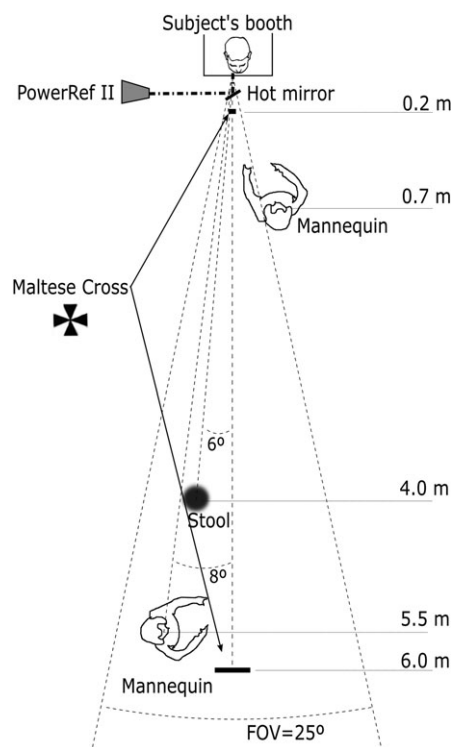 Subject's booth
PowerRef II
Hot mirror
0.2 m
0.7 m
Mannequin
Maltese Cross
6º
4.0 m
Stool
8º
5.5 m
6.0 m
Mannequin
FOV=25º